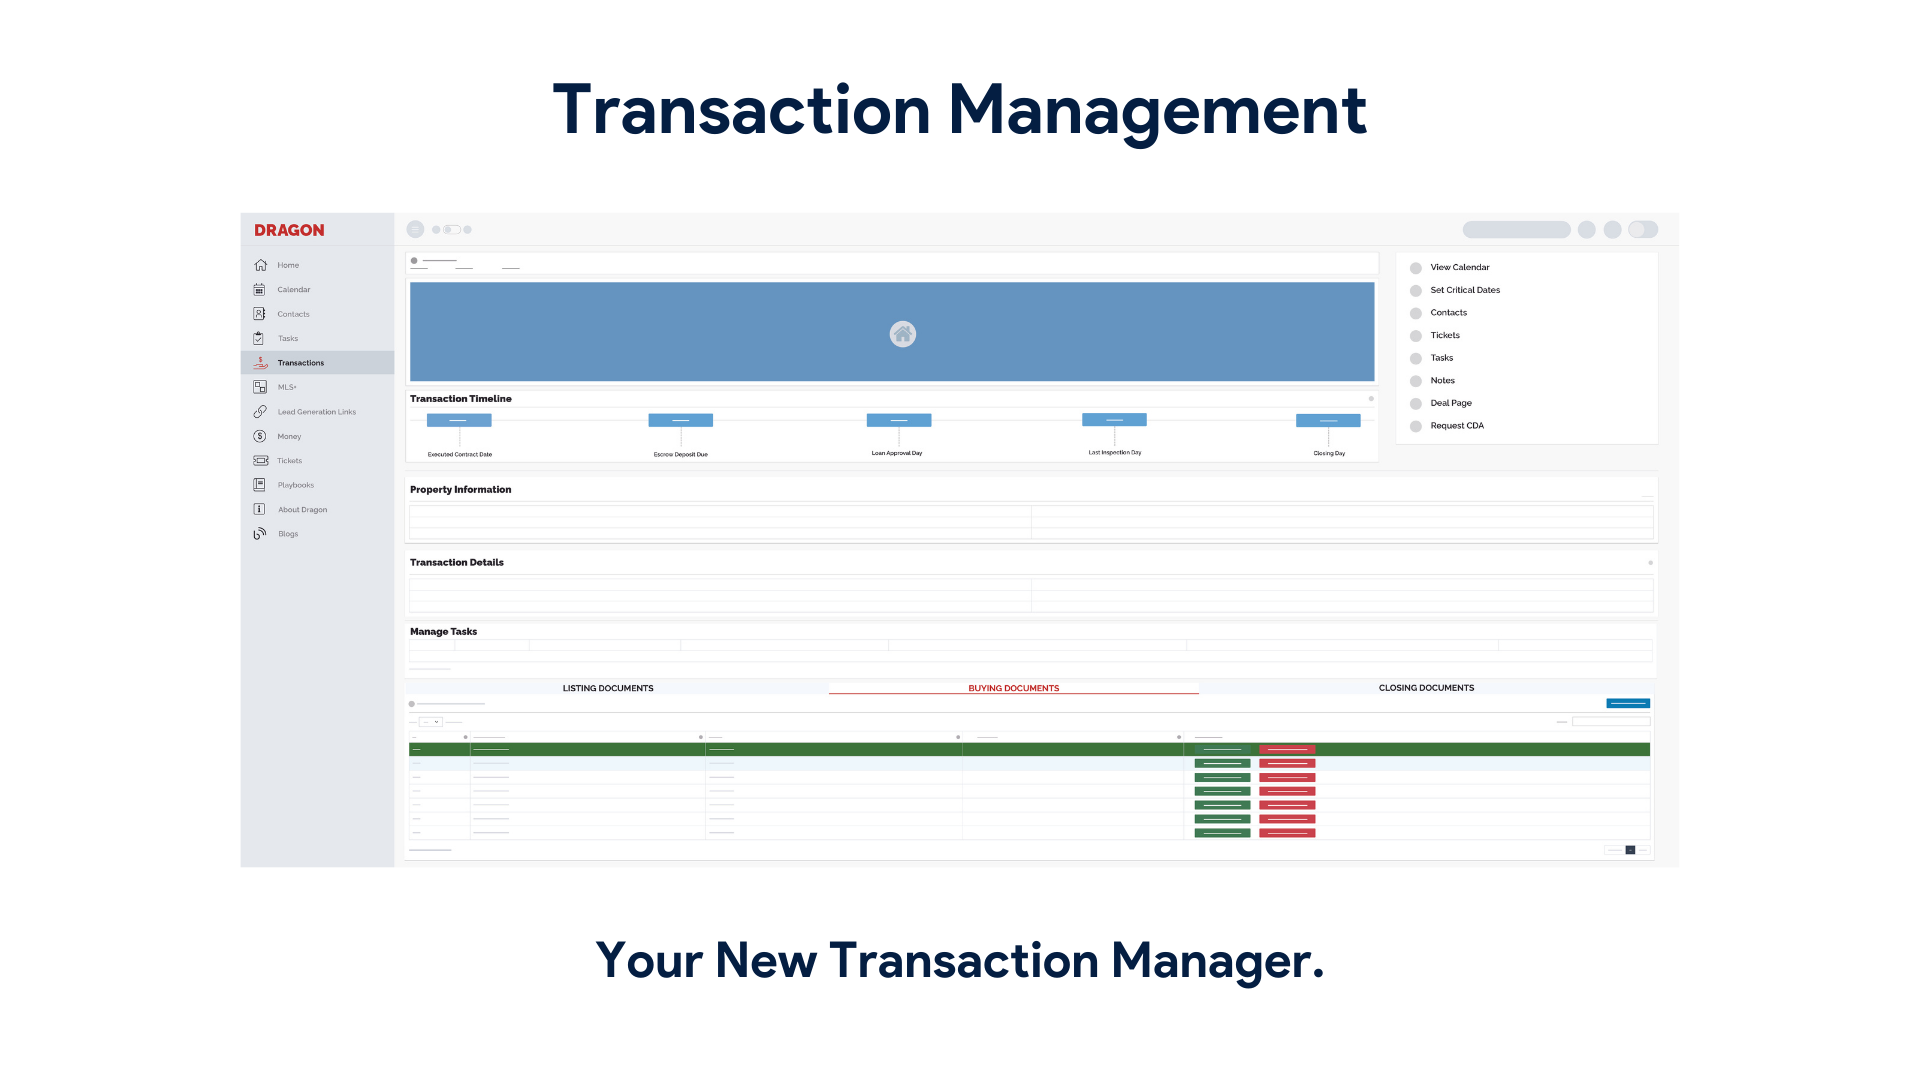 Transaction Management
DRAGON
Home
Calendar
Contacts
Tasks
Transactions
MLS+
Lead Generation Links
Money
Tickets
Playbooks
About Dragon
Blogs
View Calendar
Set Critical Dates
Contacts
Tickets
Tasks
Notes
Deal Page
Request CDA
Transaction Timeline
Executed Contract Date
Escrow Deposit Due
Loan Approval Day
Last Inspection Day
Closing Day
Property Information
Transaction Details
Manage Tasks
LISTING DOCUMENTS
BUYING DOCUMENTS
CLOSING DOCUMENTS
Your New Transaction Manager.